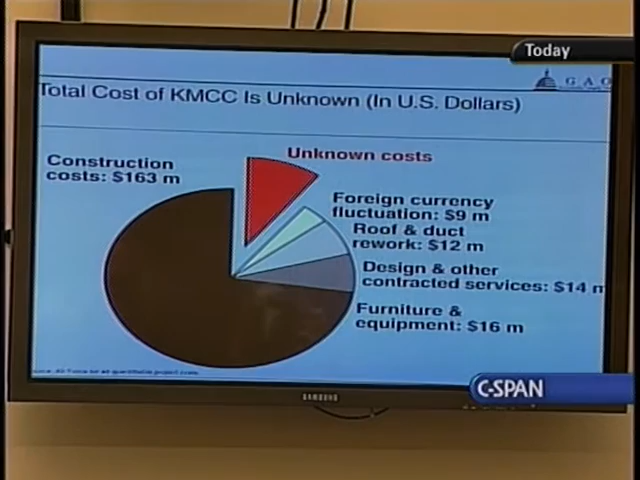 Today
GAO
Total Cost of KMCC Is Unknown (In U.S. Dollars)
Unknown costs
Construction
costs: $163 m
Foreign currency
fluctuation: $9 m
Roof & duct
rework: $12 m
Design & other
contracted services: $14 m
Furniture &
equipment: $16 m
C-SPAN
SAMSUNG